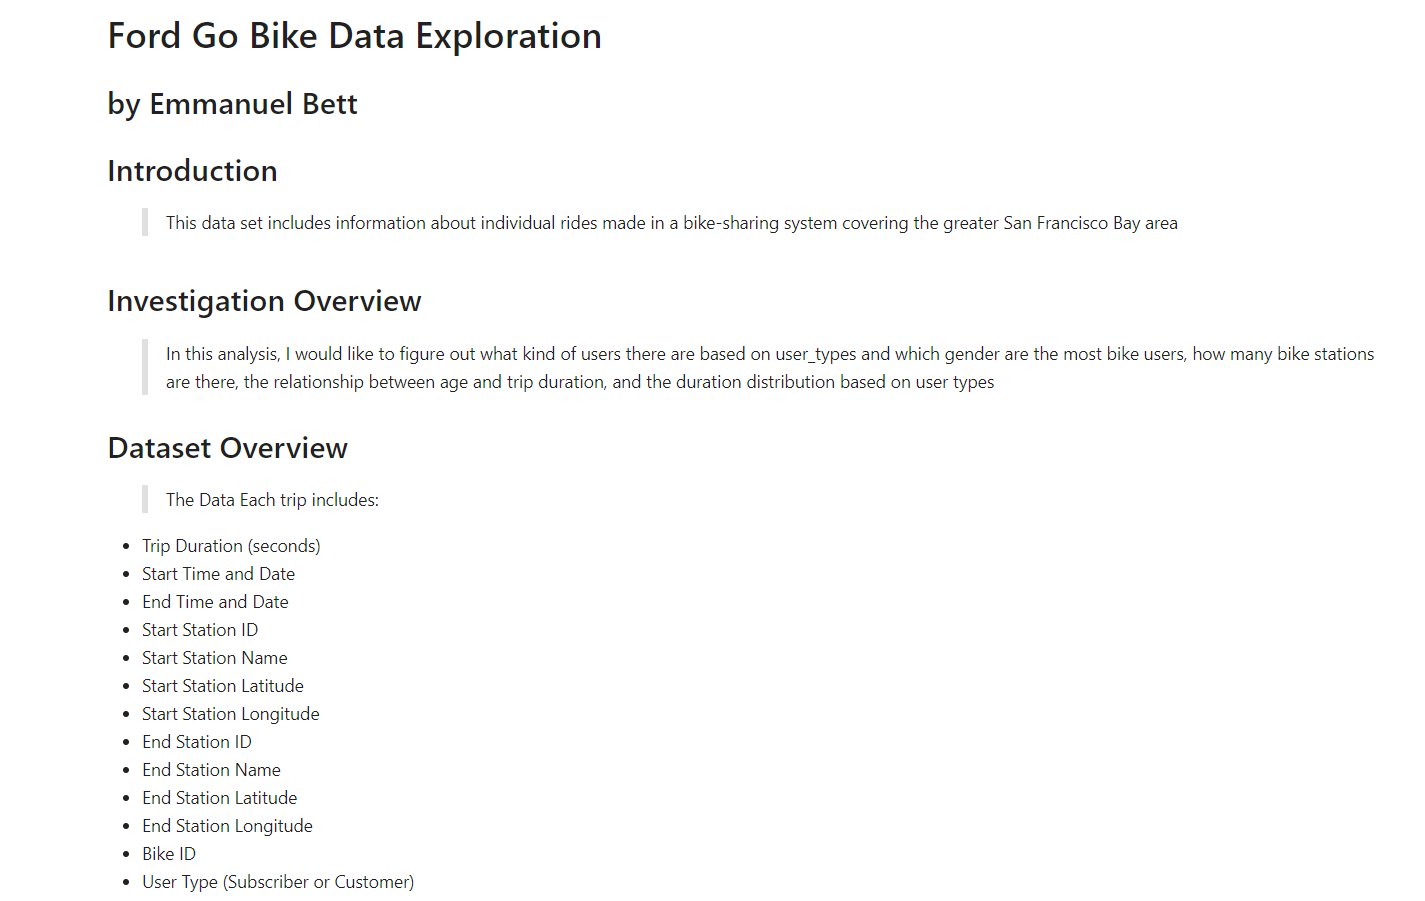 Ford Go Bike Data Exploration
by Emmanuel Bett
Introduction
This data set includes information about individual rides made in a bike-sharing system covering the greater San Francisco Bay area
Investigation Overview
In this analysis, I would like to figure out what kind of users there are based on user_types and which gender are the most bike users, how many bike stations
are there, the relationship between age and trip duration, and the duration distribution based on user types
Dataset Overview
The Data Each trip includes:
• Trip Duration (seconds)
• Start Time and Date
• End Time and Date
• Start Station ID
• Start Station Name
• Start Station Latitude
• Start Station Longitude
• End Station ID
• End Station Name
• End Station Latitude
• End Station Longitude
• Bike ID
• User Type (Subscriber or Customer)